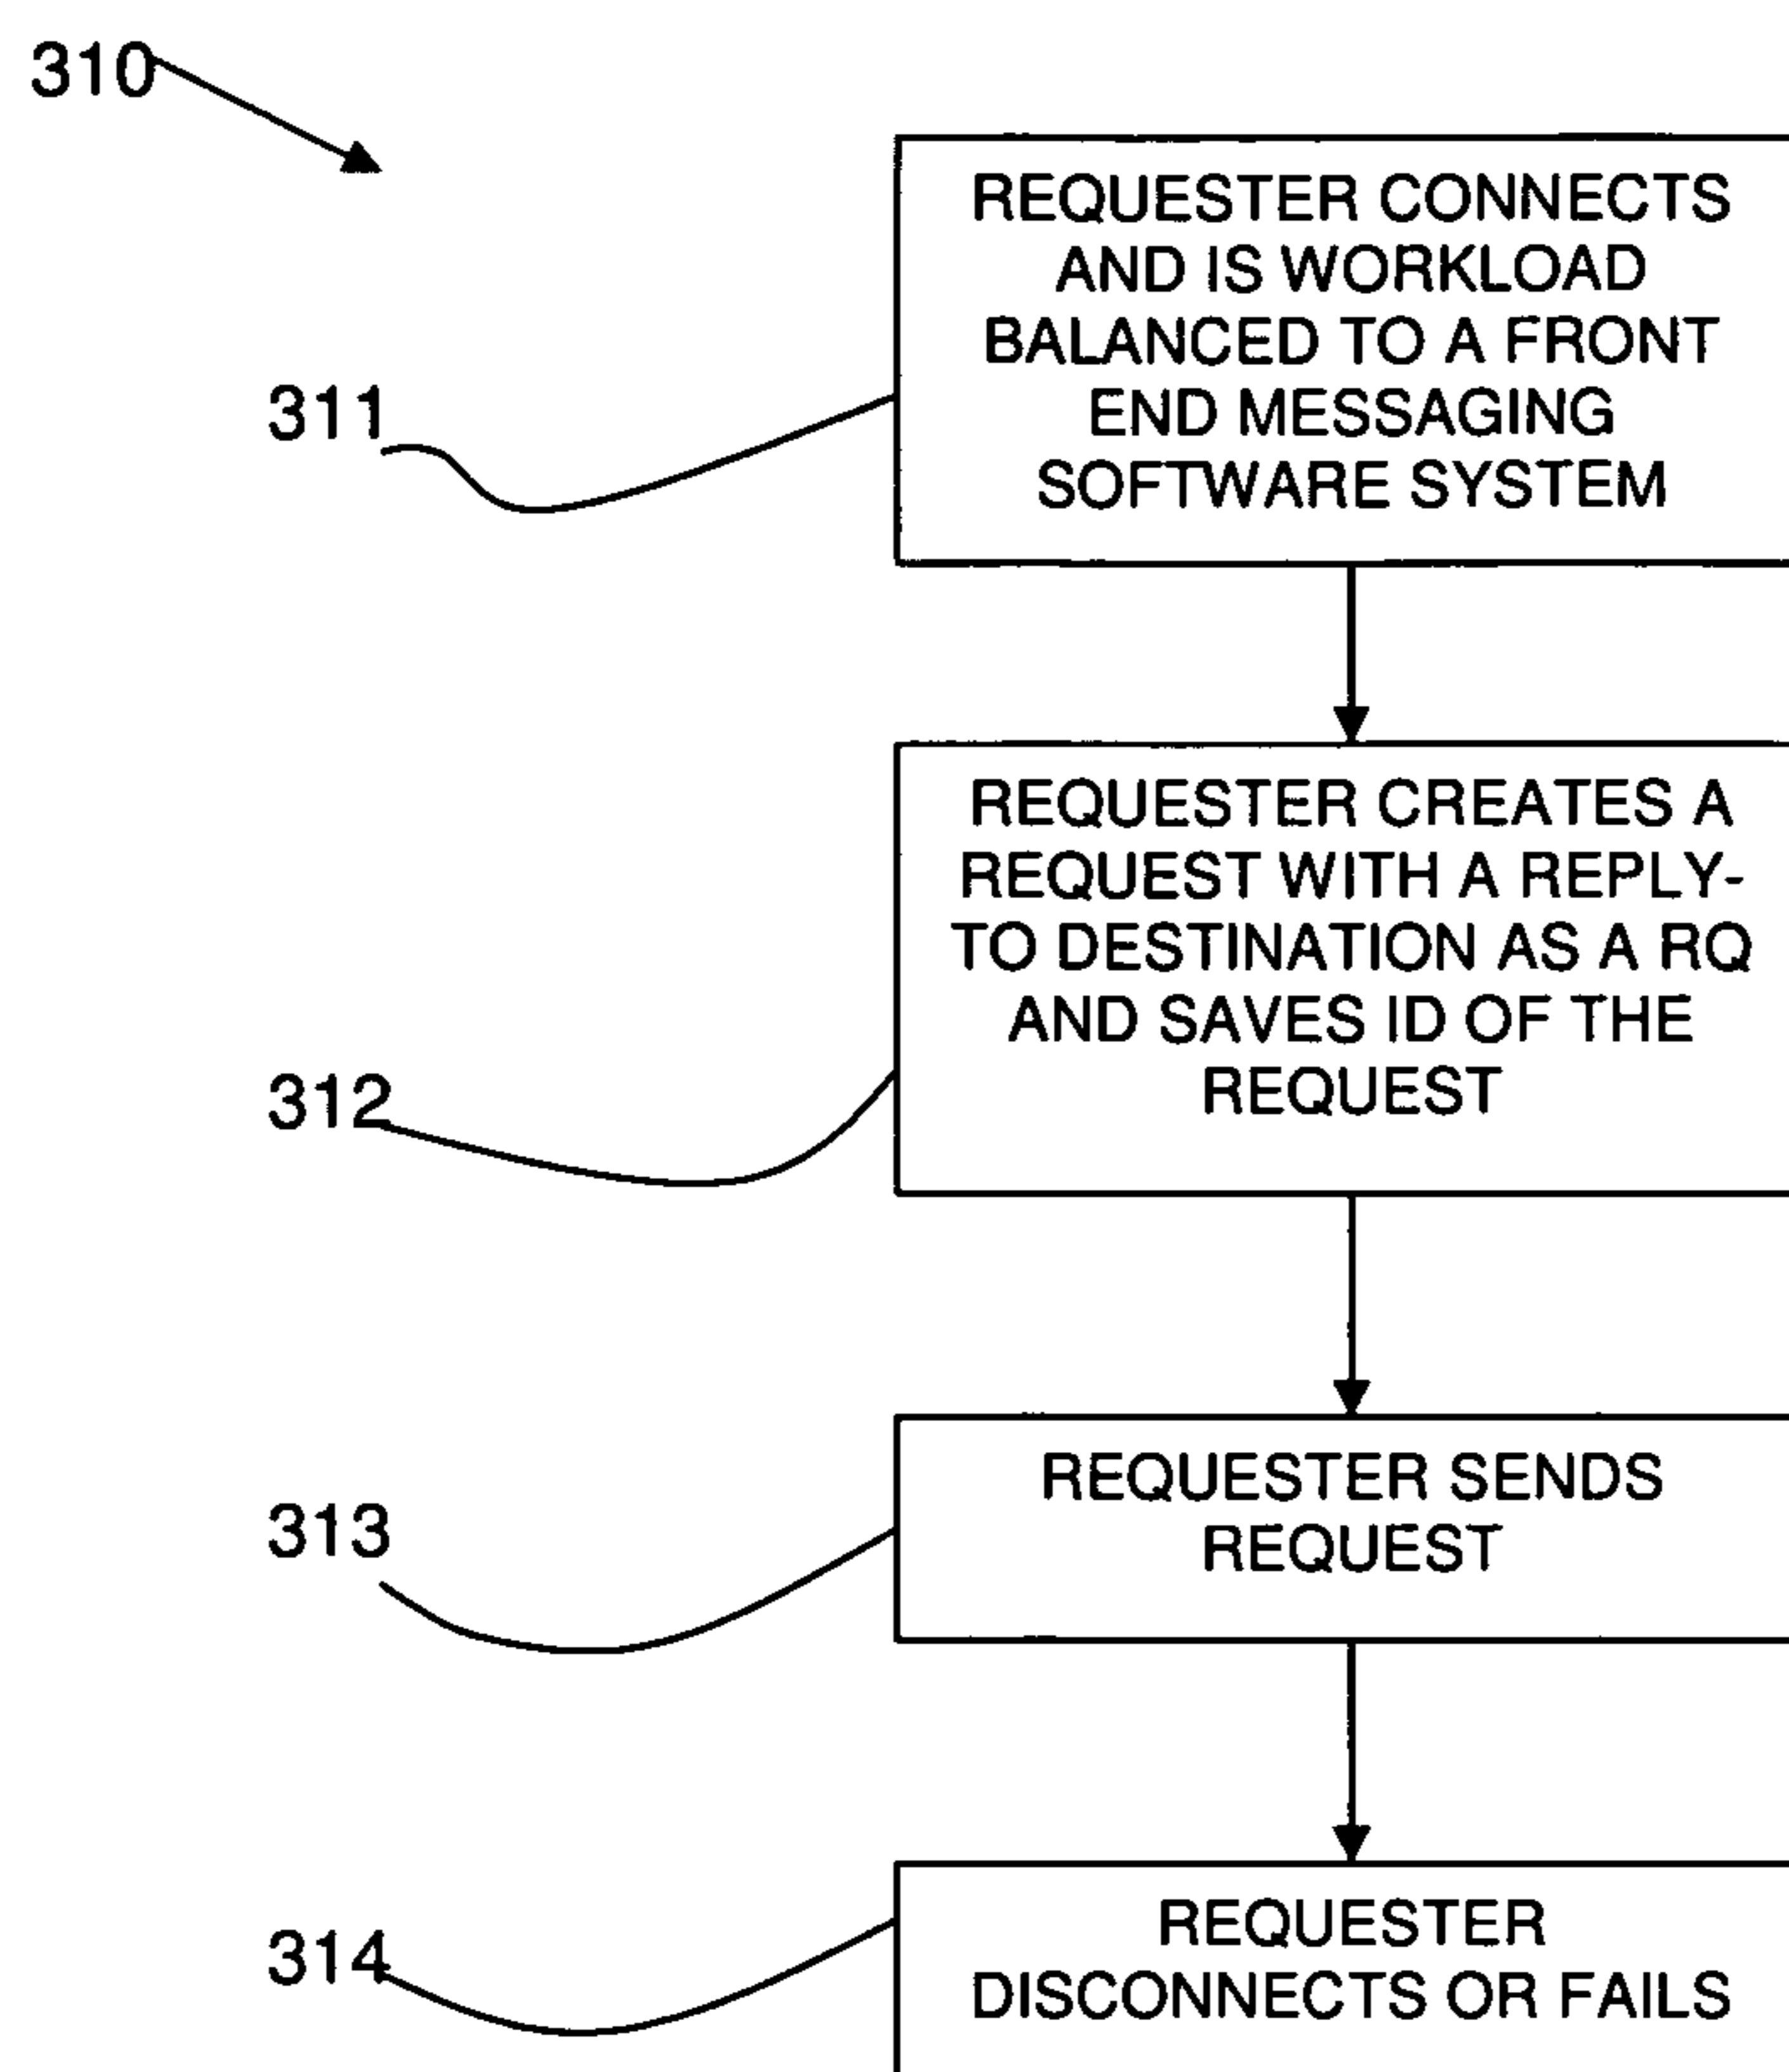 310
REQUESTER CONNECTS
AND IS WORKLOAD
BALANCED TO A FRONT
END MESSAGING
SOFTWARE SYSTEM
311
REQUESTER CREATES A
REQUEST WITH A REPLY-
TO DESTINATION AS A RQ
AND SAVES ID OF THE
REQUEST
312
REQUESTER SENDS
REQUEST
313
REQUESTER
DISCONNECTS OR FAILS
314